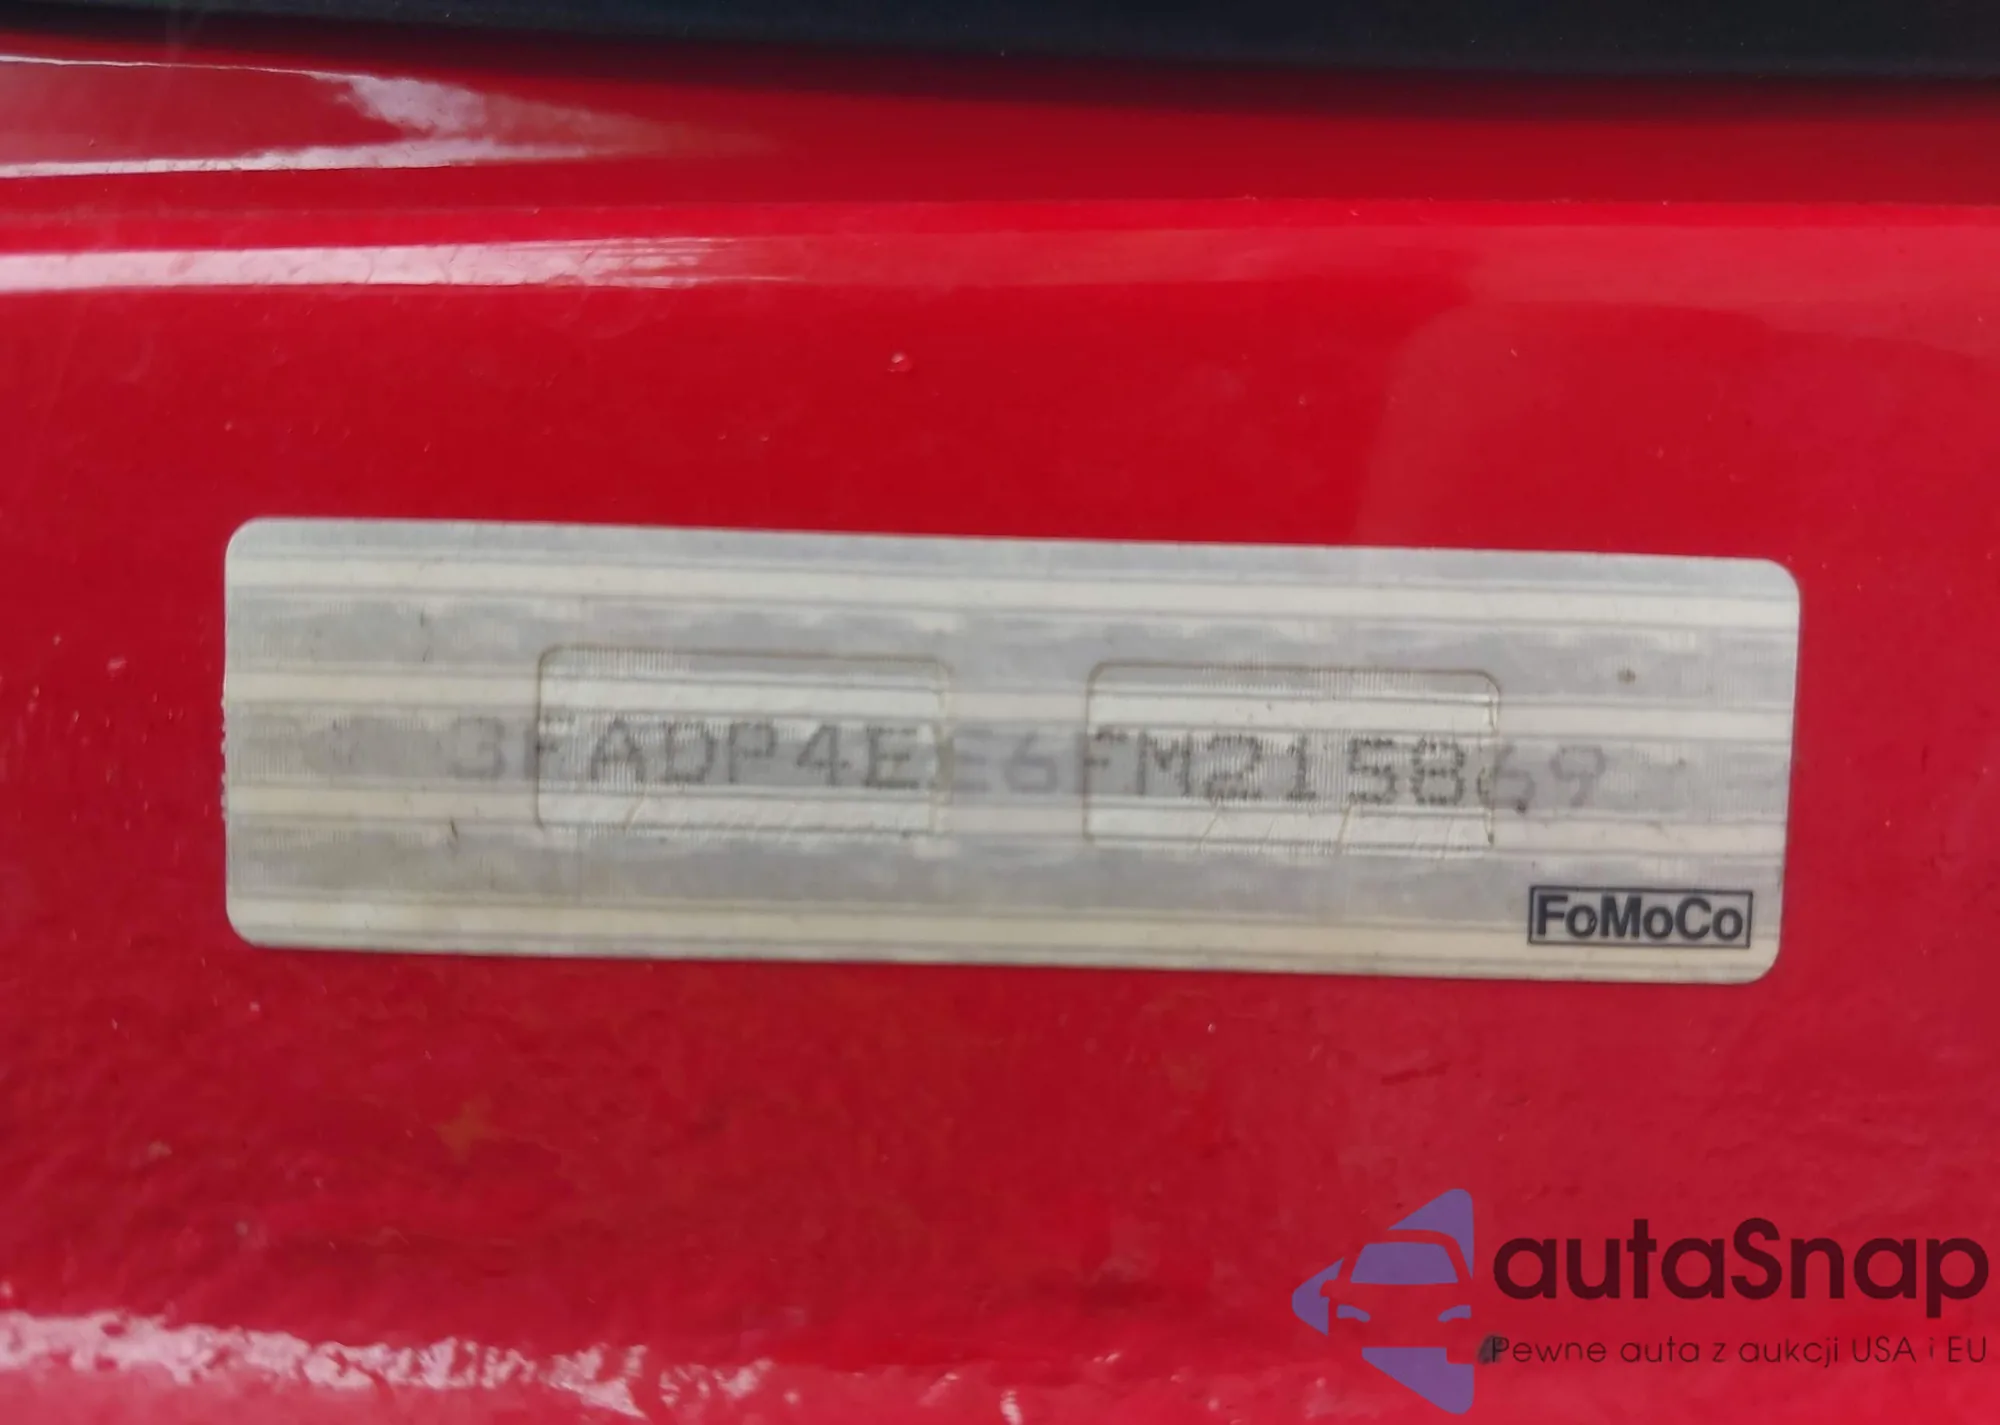 3FADP4EE6FM215869
FoMoCo
autaSnap
Pewne auta z aukcji USA i EU